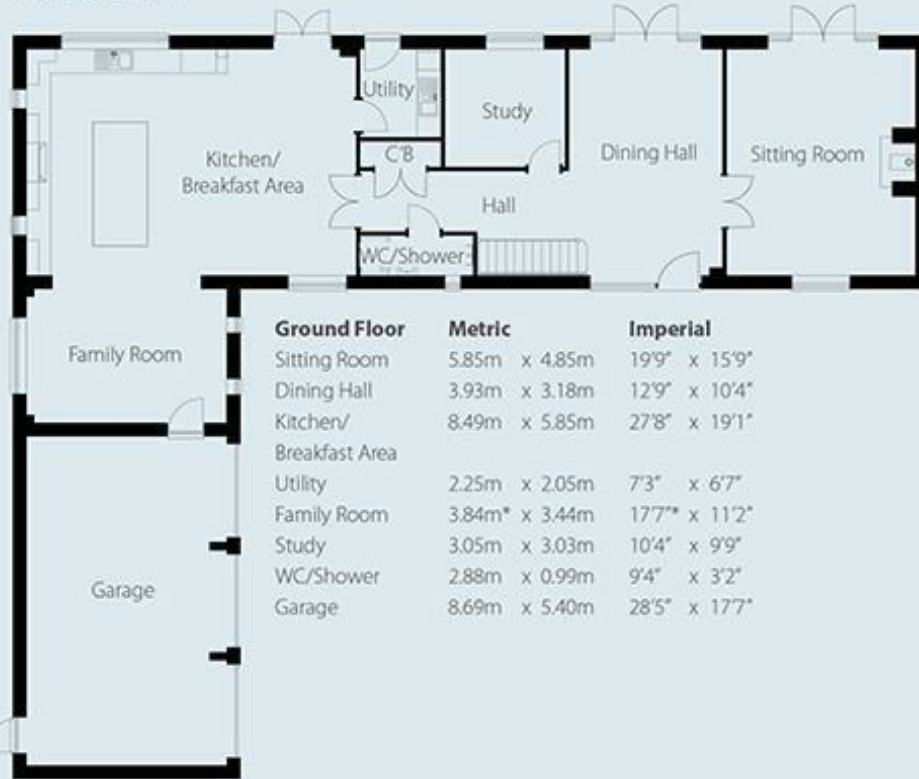 Utility
Study
C'B
Kitchen/
Breakfast Area
Dining Hall
Sitting Room
Hall
WC/Shower
Family Room
Garage
Ground Floor Metric Imperial
Sitting Room 5.85m x 4.85m 19'9" x 15'9"
Dining Hall 3.93m x 3.18m 12'9" x 10'4"
Kitchen/ 8.49m x 5.85m 27'8" x 19'1"
Breakfast Area
Utility 2.25m x 2.05m 7'3" x 6'7"
Family Room 3.84m* x 3.44m 17'7"* x 11'2"
Study 3.05m x 3.03m 10'4" x 9'9"
WC/Shower 2.88m x 0.99m 9'4" x 3'2"
Garage 8.69m x 5.40m 28'5" x 17'7"